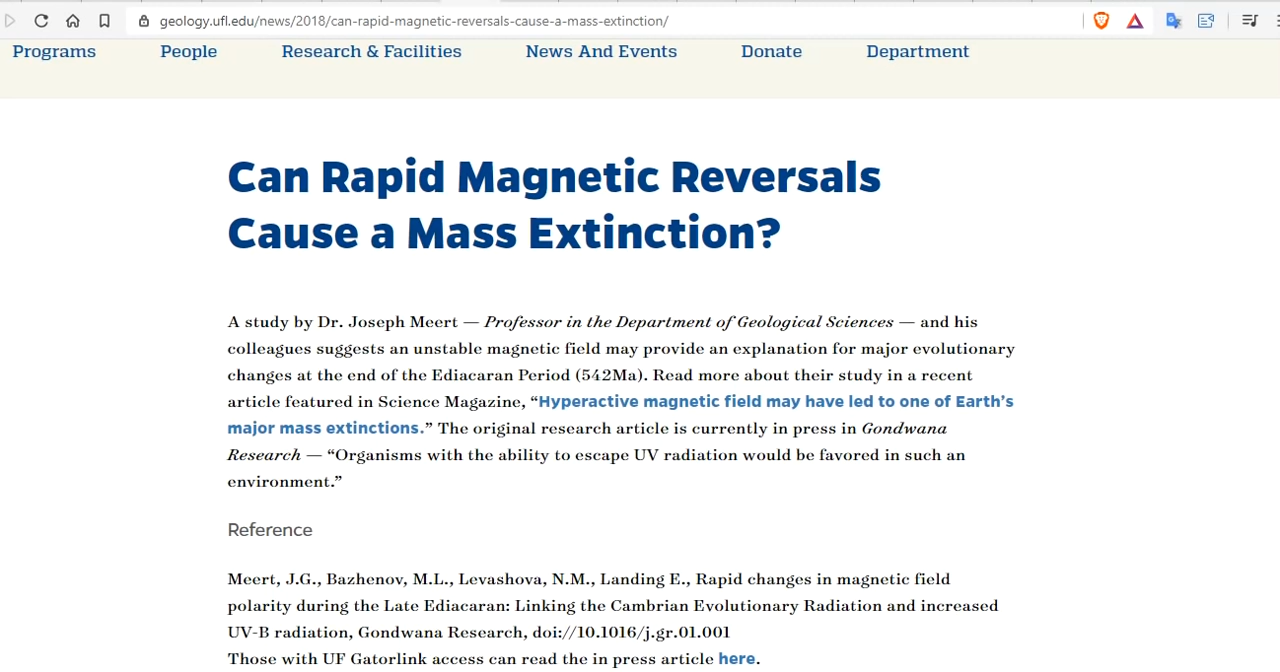 geology.ufl.edu/news/2018/can-rapid-magnetic-reversals-cause-a-mass-extinction/
Programs People Research & Facilities News And Events Donate Department
Can Rapid Magnetic Reversals
Cause a Mass Extinction?
A study by Dr. Joseph Meert — Professor in the Department of Geological Sciences — and his
colleagues suggests an unstable magnetic field may provide an explanation for major evolutionary
changes at the end of the Ediacaran Period (542Ma). Read more about their study in a recent
article featured in Science Magazine, “Hyperactive magnetic field may have led to one of Earth’s
major mass extinctions.” The original research article is currently in press in Gondwana
Research — “Organisms with the ability to escape UV radiation would be favored in such an
environment.”
Reference
Meert, J.G., Bazhenov, M.L., Levashova, N.M., Landing E., Rapid changes in magnetic field
polarity during the Late Ediacaran: Linking the Cambrian Evolutionary Radiation and increased
UV-B radiation, Gondwana Research, doi://10.1016/j.gr.01.001
Those with UF Gatorlink access can read the in press article here.